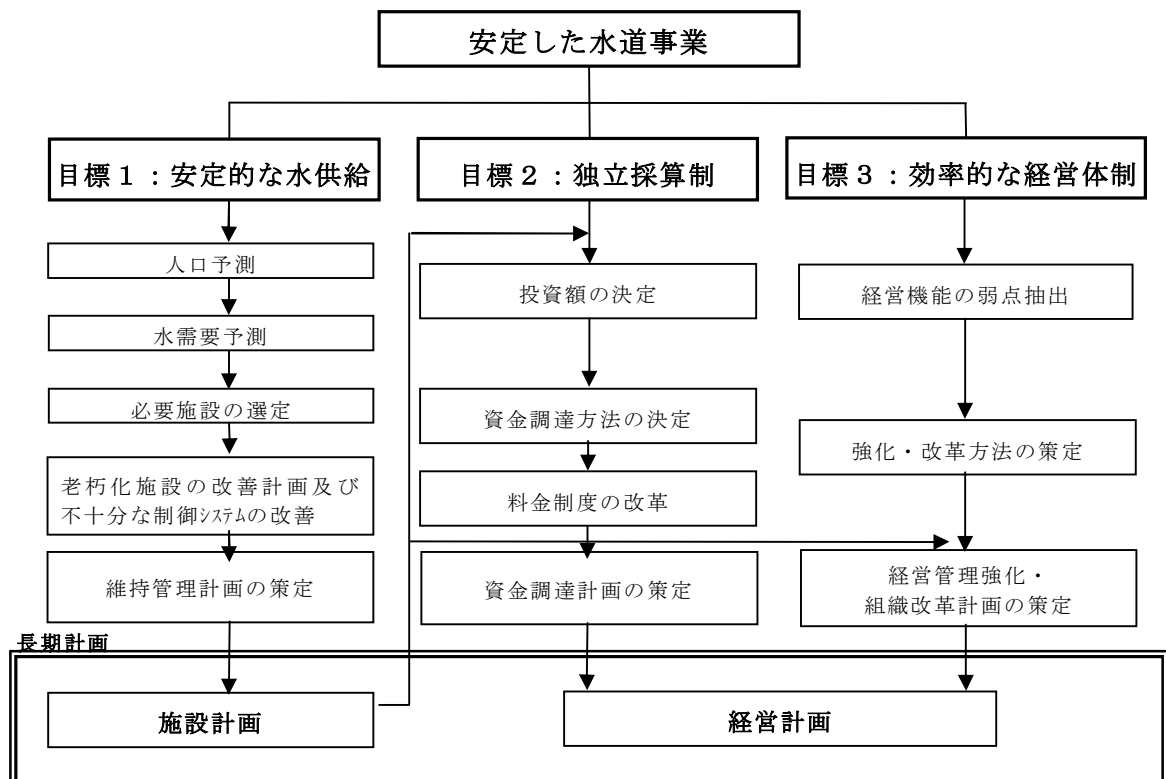 安定した水道事業
目標１：安定的な水供給
目標２：独立採算制
目標３：効率的な経営体制
人口予測
水需要予測
必要施設の選定
老朽化施設の改善計画及び
不十分な制御ｼｽﾃﾑの改善
維持管理計画の策定
投資額の決定
資金調達方法の決定
料金制度の改革
資金調達計画の策定
経営機能の弱点抽出
強化・改革方法の策定
経営管理強化・
組織改革計画の策定
長期計画
施設計画
経営計画